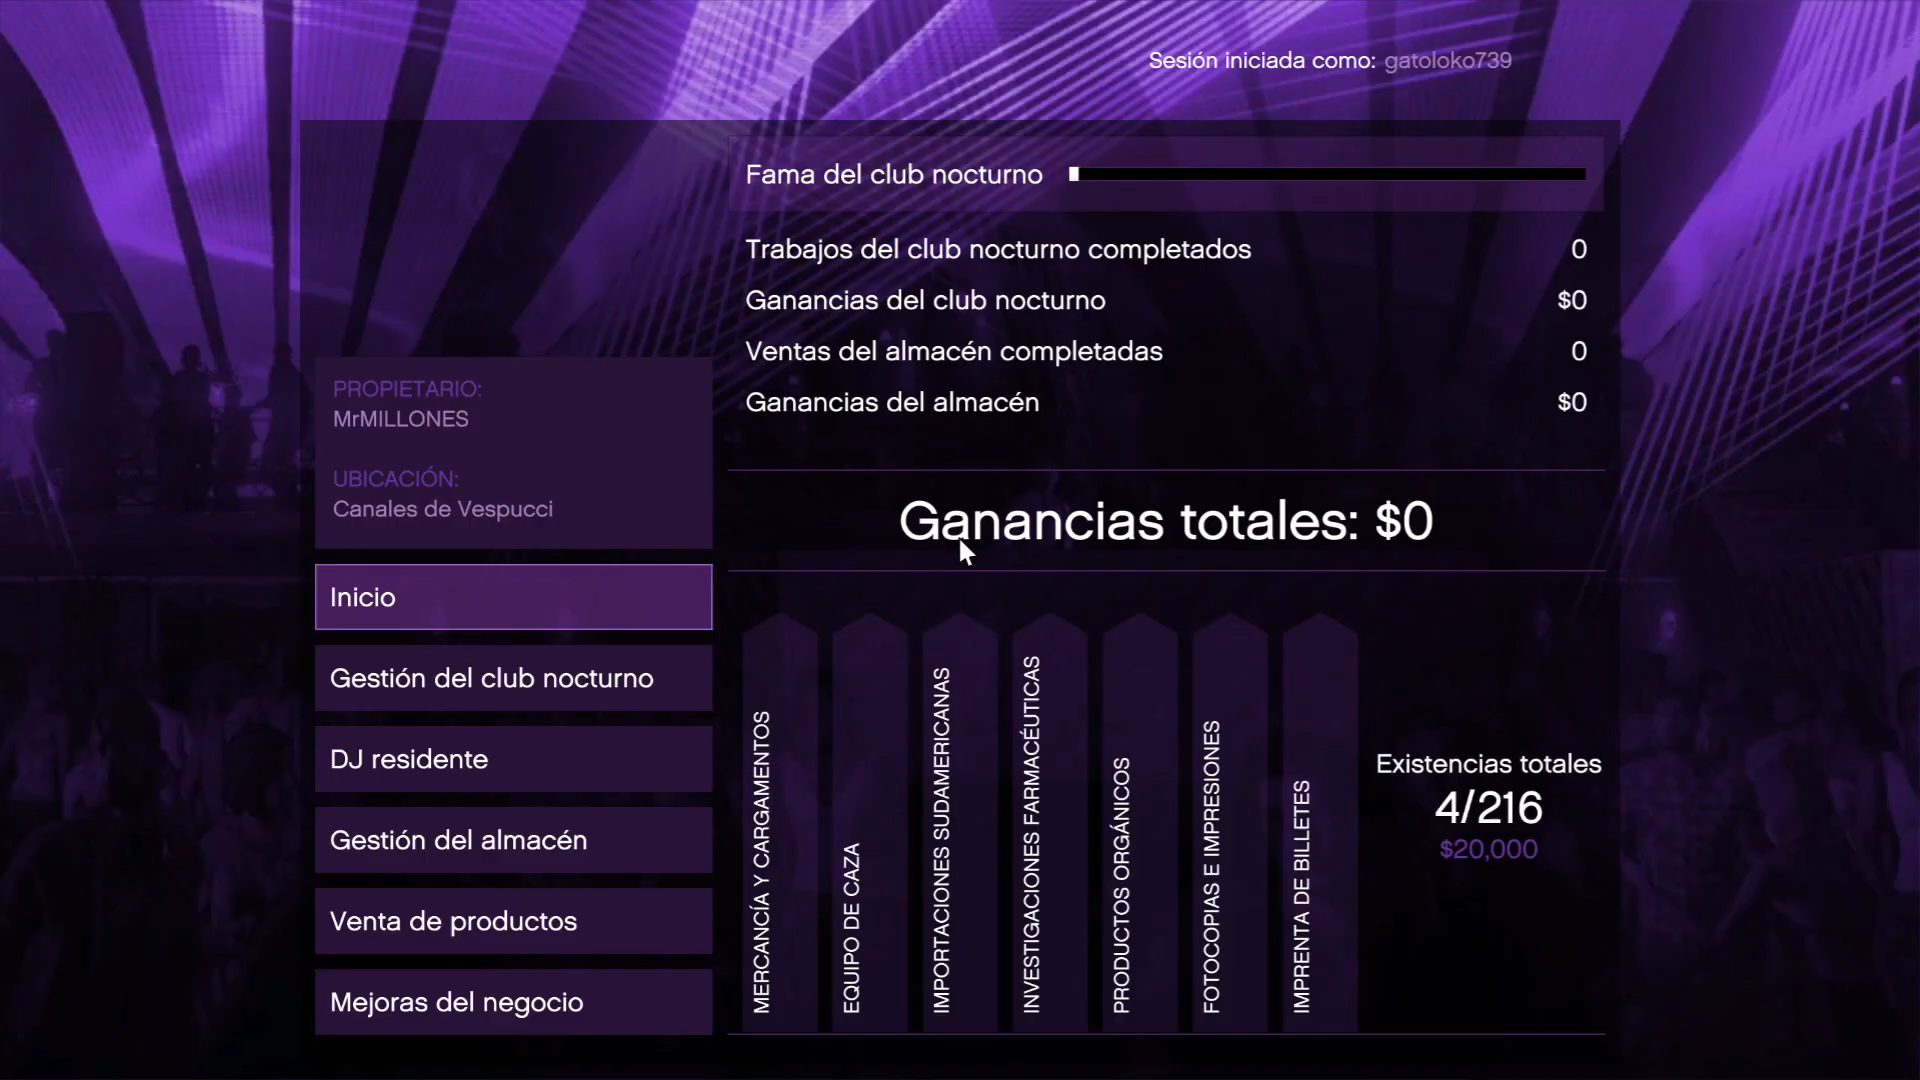 Sesión iniciada como: gatoloko739
Fama del club nocturno
Trabajos del club nocturno completados 0
Ganancias del club nocturno $0
Ventas del almacén completadas 0
Ganancias del almacén $0
PROPIETARIO:
MrMILLONES
UBICACIÓN:
Canales de Vespucci
Ganancias totales: $0
Inicio
Gestión del club nocturno
DJ residente
Gestión del almacén
Venta de productos
Mejoras del negocio
MERCANCÍA Y CARGAMENTOS
EQUIPO DE CAZA
IMPORTACIONES SUDAMERICANAS
INVESTIGACIONES FARMACÉUTICAS
PRODUCTOS ORGÁNICOS
FOTOCOPIAS E IMPRESIONES
IMPRENTA DE BILLETES
Existencias totales
4/216
$20,000